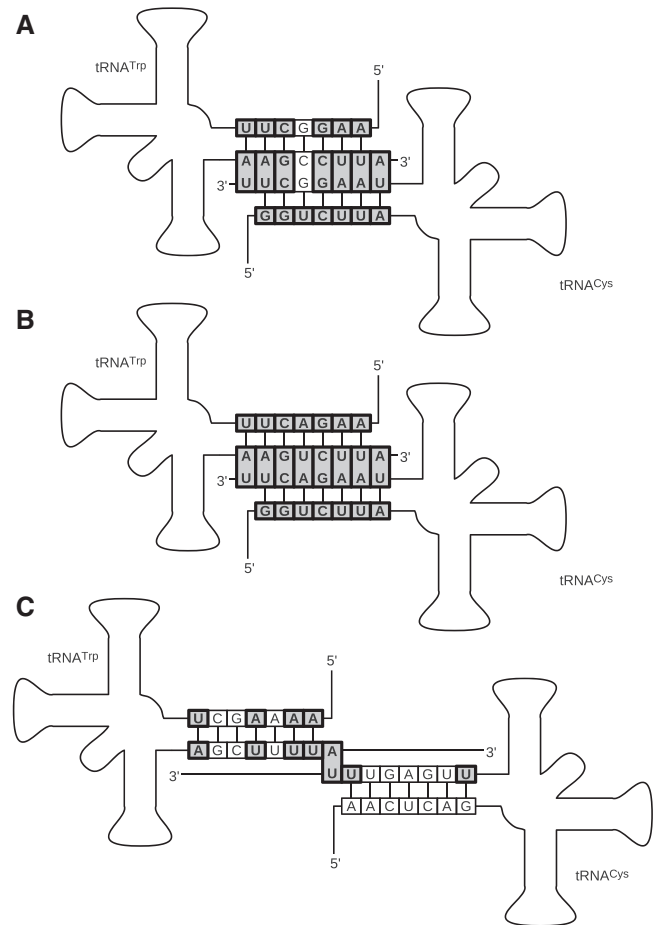 A
tRNATrp
5'
U U C G G A A
A A G C C U U A 3'
3' U U C G G A A U
G G U C U U A
5'
tRNACys
B
tRNATrp
5'
U U C A G A A
A A G U C U U A 3'
3' U U C A G A A U
G G U C U U A
5'
tRNACys
C
tRNATrp
5'
U C G A A A A
A G C U U U U A 3'
3' U U U G A G U U
A A C U C A G
5'
tRNACys